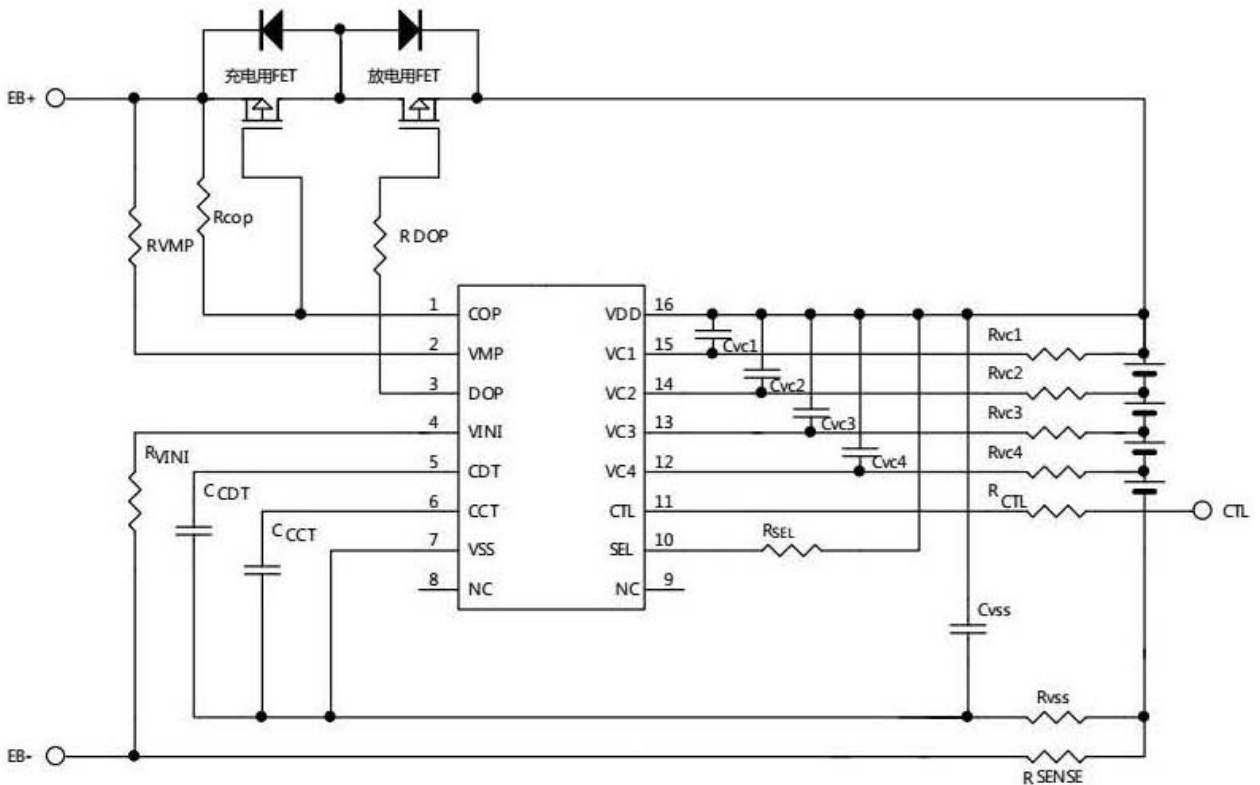 充电用FET
放电用FET
EB+
Rcop
RVMP
R DOP
1
COP
2
VMP
3
DOP
4
VINI
5
CDT
6
CCT
7
VSS
8
NC
VDD
16
VC1
15
VC2
14
VC3
13
VC4
12
CTL
11
SEL
10
NC
9
Cvc1
Cvc2
Cvc3
Cvc4
Rvc1
Rvc2
Rvc3
Rvc4
R CTL
CTL
RSEL
RVINI
C CDT
C CCT
Cvss
Rvss
EB-
R SENSE